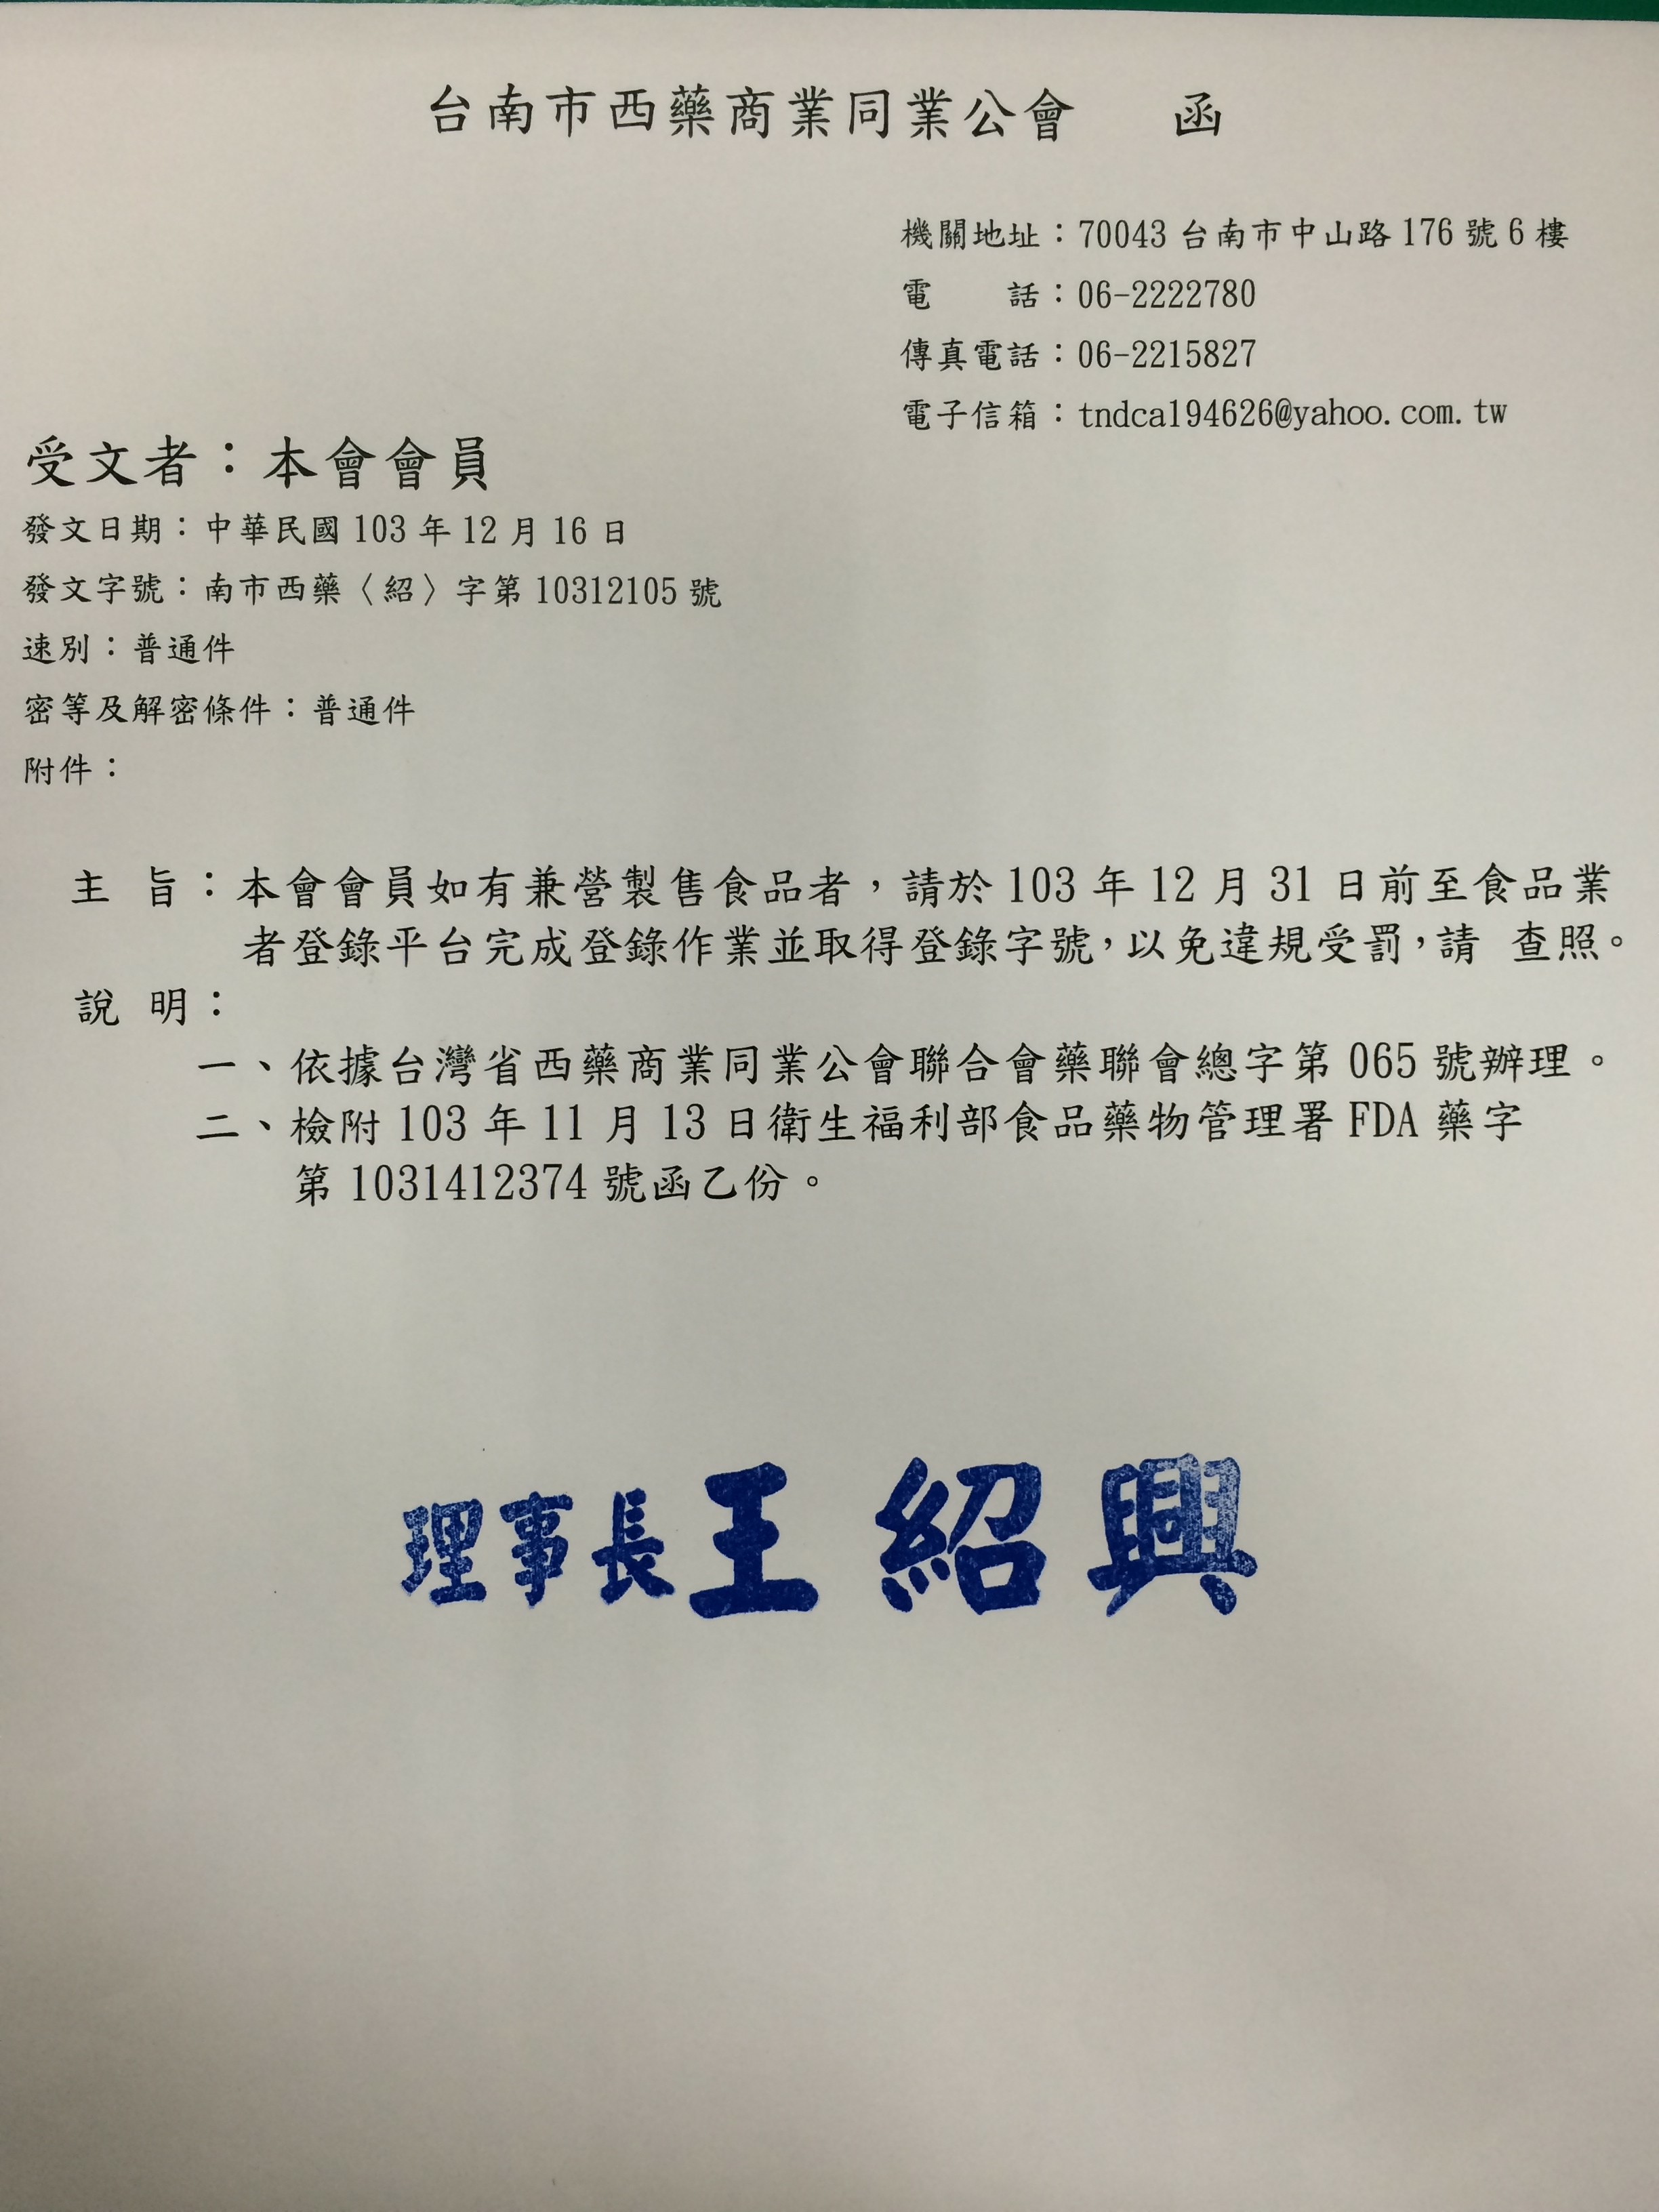 台南市西藥商業同業公會　　函
機關地址：70043 台南市中山路 176 號 6 樓
電　　話：06-2222780
傳真電話：06-2215827
電子信箱：tndca194626@yahoo.com.tw
受文者：本會會員
發文日期：中華民國 103 年 12 月 16 日
發文字號：南市西藥〈紹〉字第 10312105 號
速別：普通件
密等及解密條件：普通件
附件：
主　旨：本會會員如有兼營製售食品者，請於 103 年 12 月 31 日前至食品業
者登錄平台完成登錄作業並取得登錄字號，以免違規受罰，請　查照。
說　明：
一、依據台灣省西藥商業同業公會聯合會藥聯會總字第 065 號辦理。
二、檢附 103 年 11 月 13 日衛生福利部食品藥物管理署 FDA 藥字
第 1031412374 號函乙份。
理事長王紹興